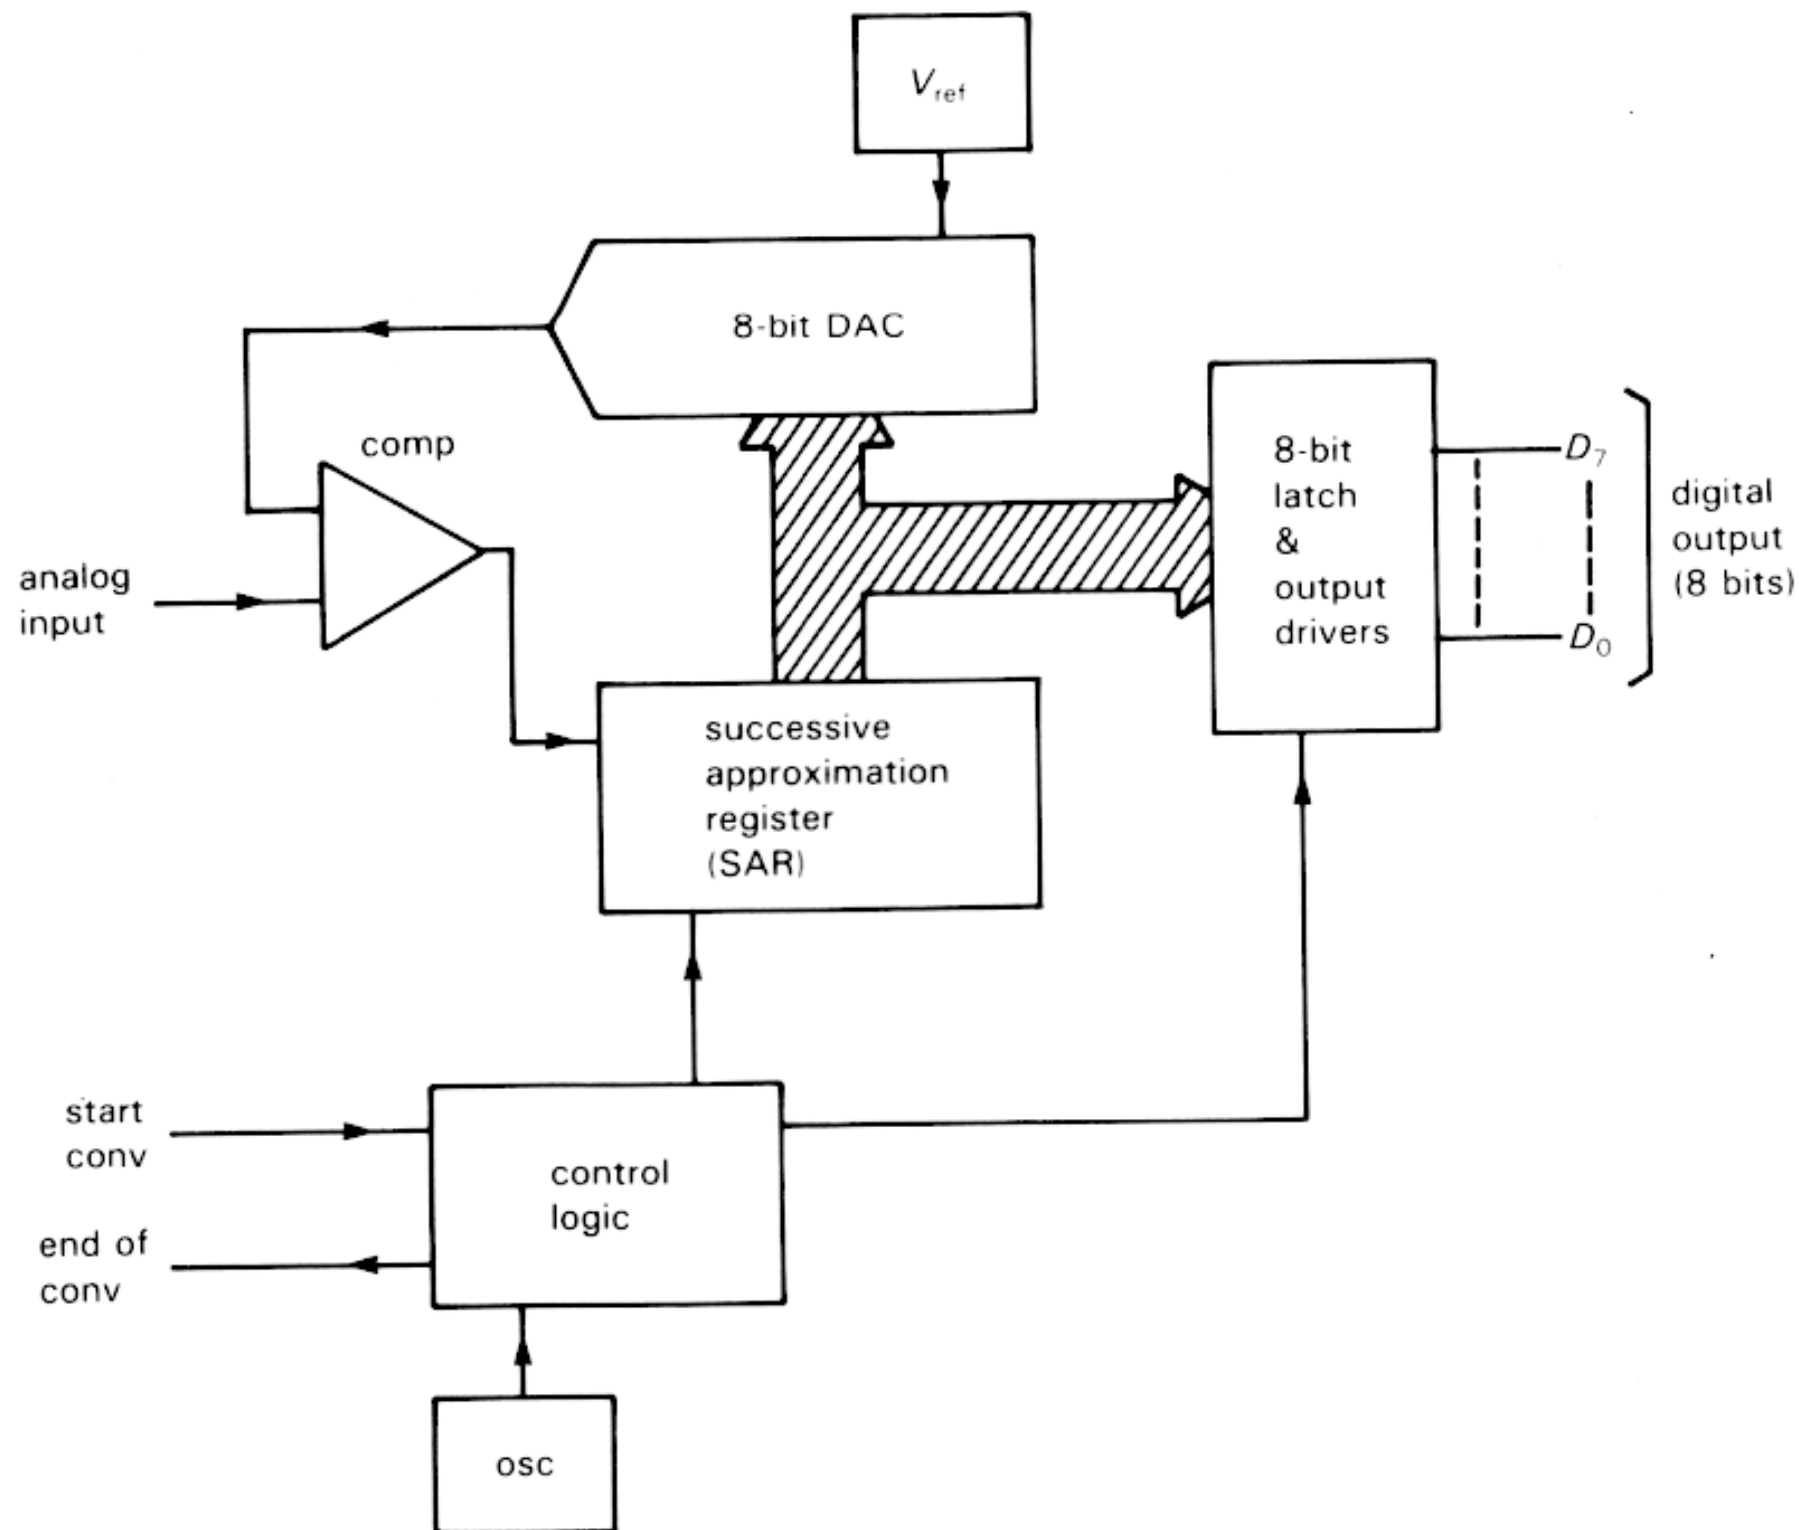 V_ref
8-bit DAC
comp
analog
input
8-bit
latch
&
output
drivers
D₇
D₀
digital
output
(8 bits)
successive
approximation
register
(SAR)
start
conv
end of
conv
control
logic
osc